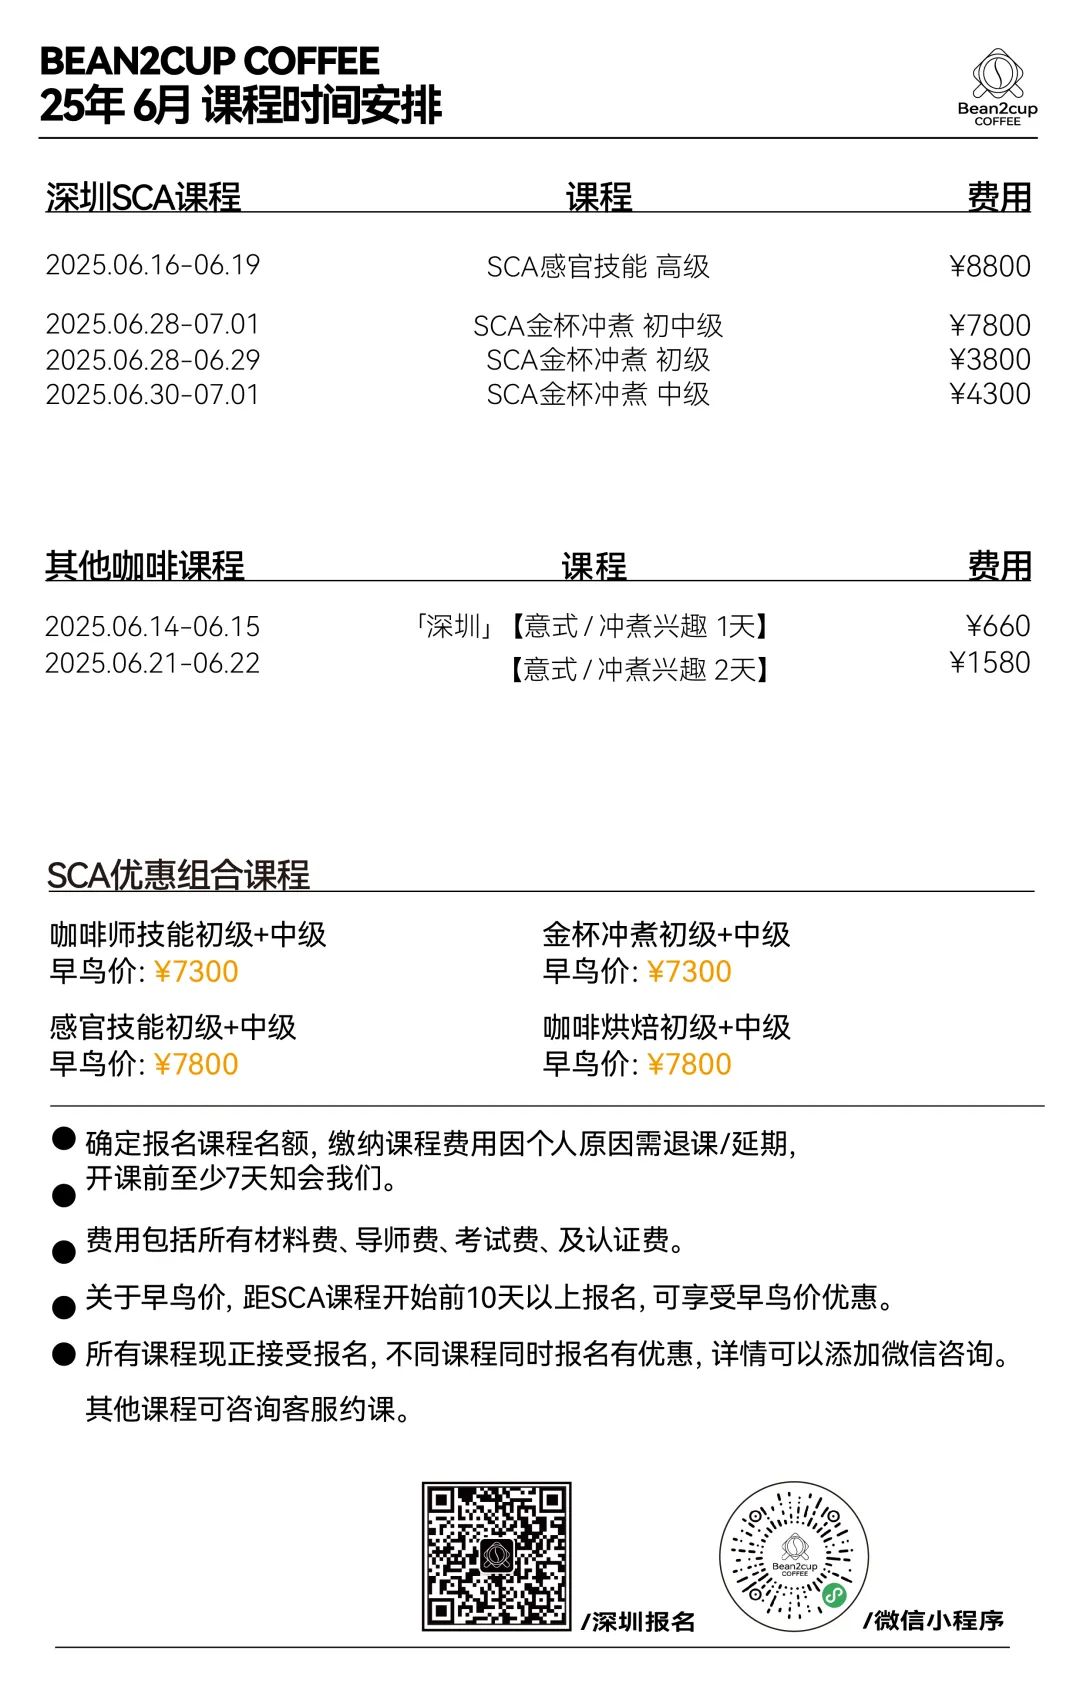 BEAN2CUP COFFEE
25年 6月 课程时间安排
Bean2cup
COFFEE
深圳SCA课程 课程 费用
2025.06.16-06.19 SCA感官技能 高级 ¥8800
2025.06.28-07.01 SCA金杯冲煮 初中级 ¥7800
2025.06.28-06.29 SCA金杯冲煮 初级 ¥3800
2025.06.30-07.01 SCA金杯冲煮 中级 ¥4300
其他咖啡课程 课程 费用
2025.06.14-06.15 「深圳」【意式/冲煮兴趣 1天】 ¥660
2025.06.21-06.22 【意式/冲煮兴趣 2天】 ¥1580
SCA优惠组合课程
咖啡师技能初级+中级 金杯冲煮初级+中级
早鸟价: ¥7300 早鸟价: ¥7300
感官技能初级+中级 咖啡烘焙初级+中级
早鸟价: ¥7800 早鸟价: ¥7800
● 确定报名课程名额, 缴纳课程费用因个人原因需退课/延期,
● 开课前至少7天知会我们。
● 费用包括所有材料费、导师费、考试费、及认证费。
● 关于早鸟价, 距SCA课程开始前10天以上报名, 可享受早鸟价优惠。
● 所有课程现正接受报名, 不同课程同时报名有优惠, 详情可以添加微信咨询。
其他课程可咨询客服约课。
Bean2cup
COFFEE
/深圳报名 /微信小程序